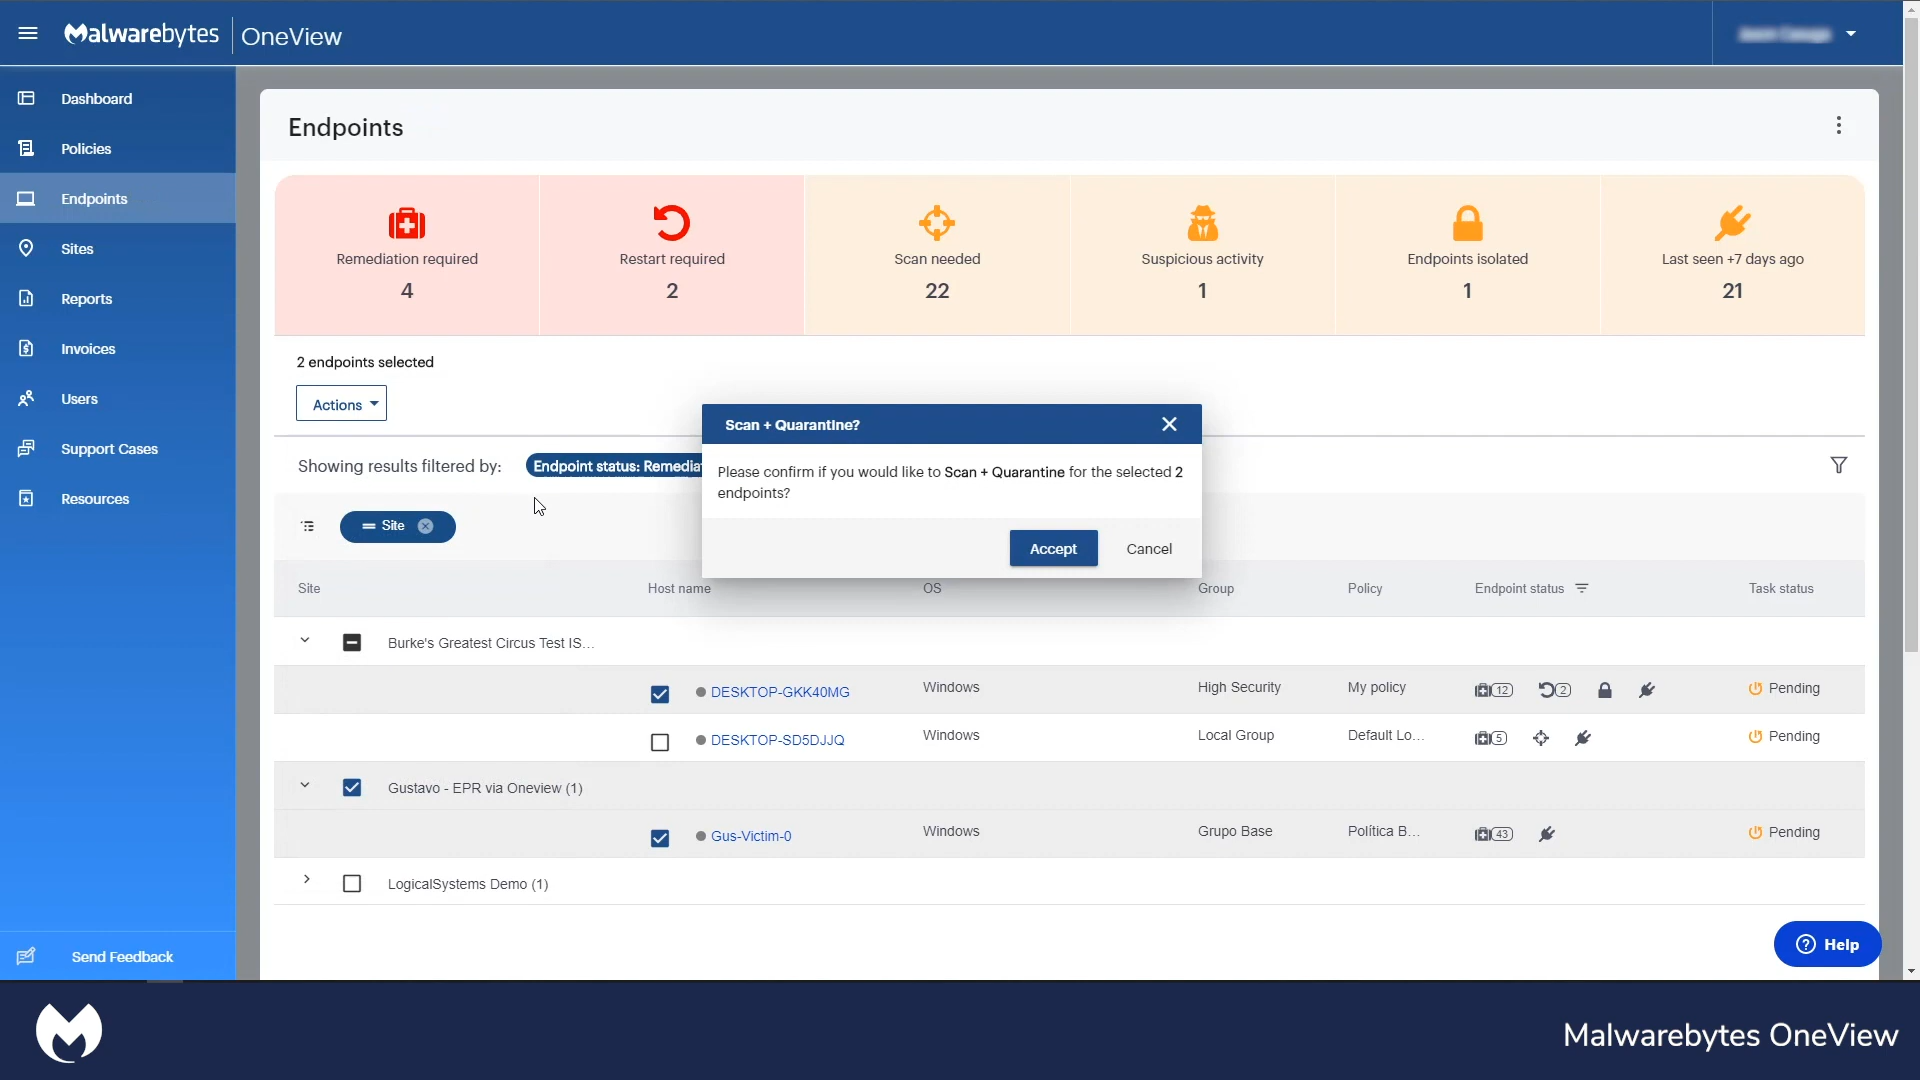 Malwarebytes | OneView
Dashboard
Policies
Endpoints
Sites
Reports
Invoices
Users
Support Cases
Resources
Send Feedback
Endpoints
Remediation required
4
Restart required
2
Scan needed
22
Suspicious activity
1
Endpoints isolated
1
Last seen +7 days ago
21
2 endpoints selected
Actions
Scan + Quarantine?
Please confirm if you would like to Scan + Quarantine for the selected 2
endpoints?
Accept Cancel
Showing results filtered by: Endpoint status:
Site
Site Host name OS Group Policy Endpoint status Task status
Burke's Greatest Circus Test IS...
DESKTOP-GKK40MG Windows High Security My policy 12 2 Pending
DESKTOP-SD5DJJQ Windows Local Group Default Lo... 5 Pending
Gustavo - EPR via Oneview (1)
Gus-Victim-0 Windows Grupo Base Política B... 43 Pending
LogicalSystems Demo (1)
Help
Malwarebytes OneView